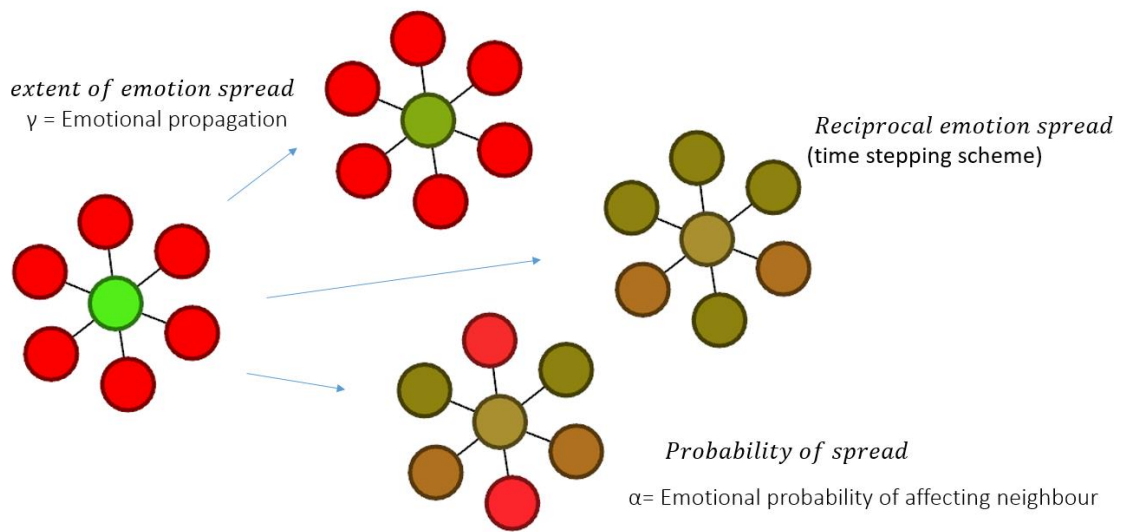 extent of emotion spread
γ = Emotional propagation
Reciprocal emotion spread
(time stepping scheme)
Probability of spread
α= Emotional probability of affecting neighbour